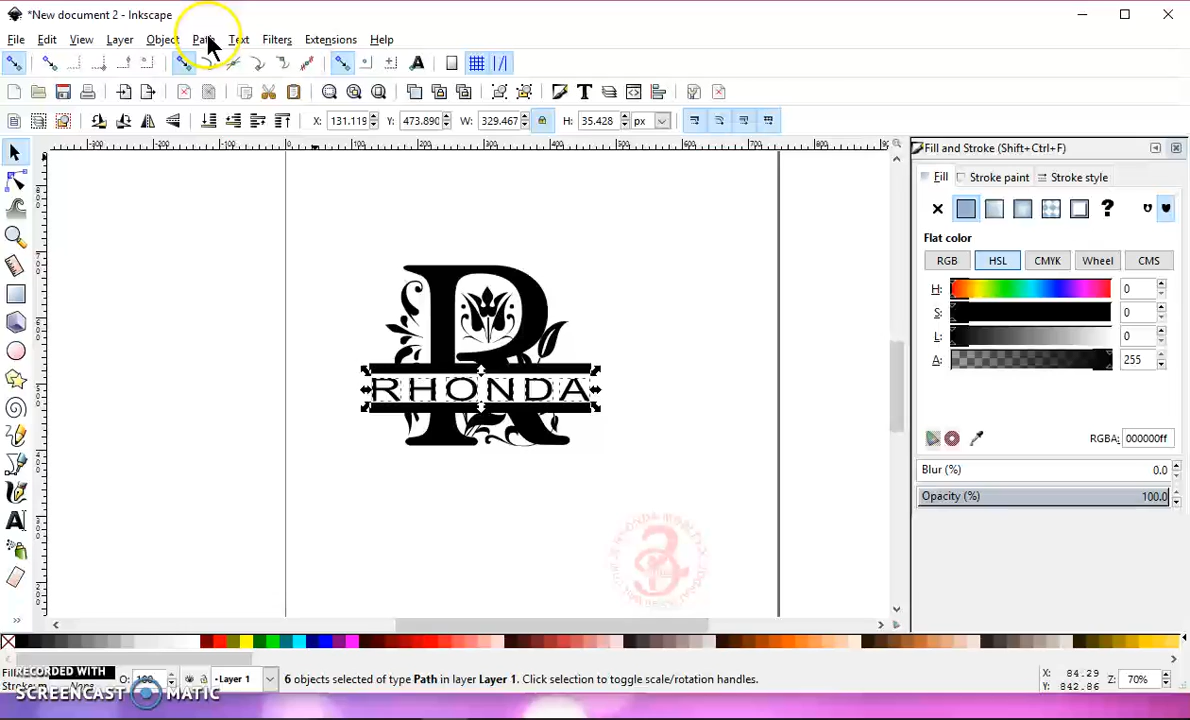 *New document 2 - Inkscape
File Edit View Layer Object Path Text Filters Extensions Help
X: 131.119 Y: 473.890 W: 329.467 H: 35.428 px
Fill and Stroke (Shift+Ctrl+F)
Fill Stroke paint Stroke style
?
Flat color
RGB HSL CMYK Wheel CMS
H: 0
S: 0
L: 0
A: 255
RGBA: 000000ff
Blur (%) 0.0
Opacity (%) 100.0
R
RHONDA
RECORDED WITH
SCREENCAST MATIC
O: 100 Layer 1 6 objects selected of type Path in layer Layer 1. Click selection to toggle scale/rotation handles.
X: 84.29
Y: 842.86
Z: 70%